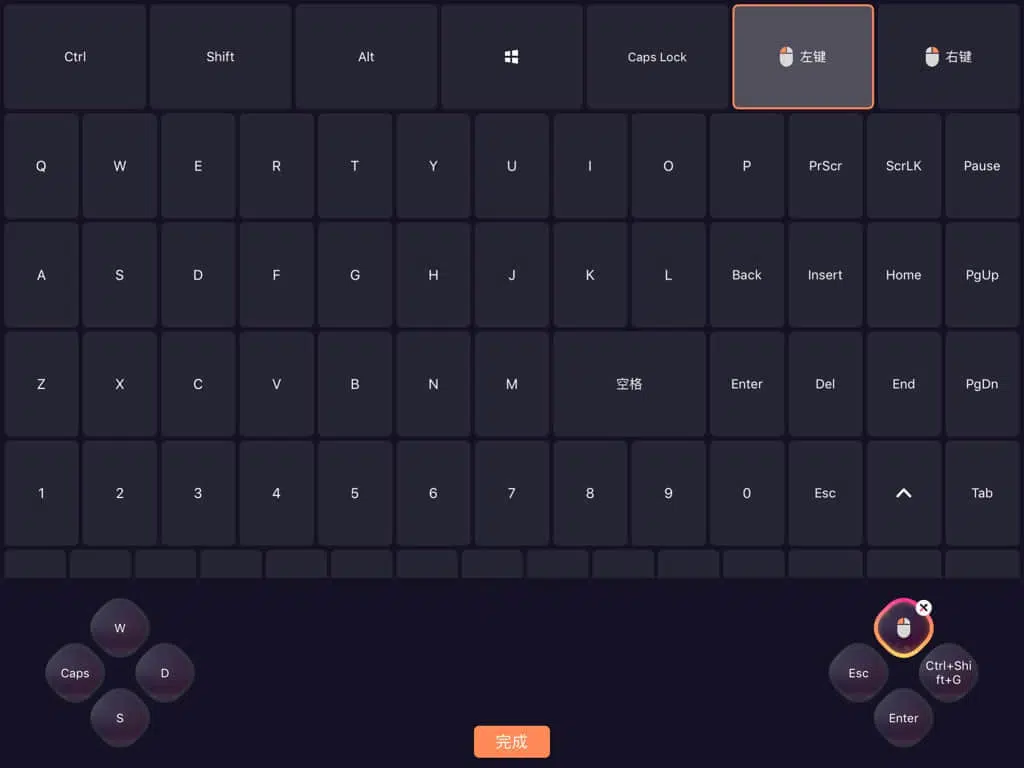 Ctrl Shift Alt Caps Lock 左键 右键
Q W E R T Y U I O P PrScr ScrLK Pause
A S D F G H J K L Back Insert Home PgUp
Z X C V B N M 空格 Enter Del End PgDn
1 2 3 4 5 6 7 8 9 0 Esc Tab
W
Caps D
S
Esc Ctrl+Shi
ft+G
Enter
完成